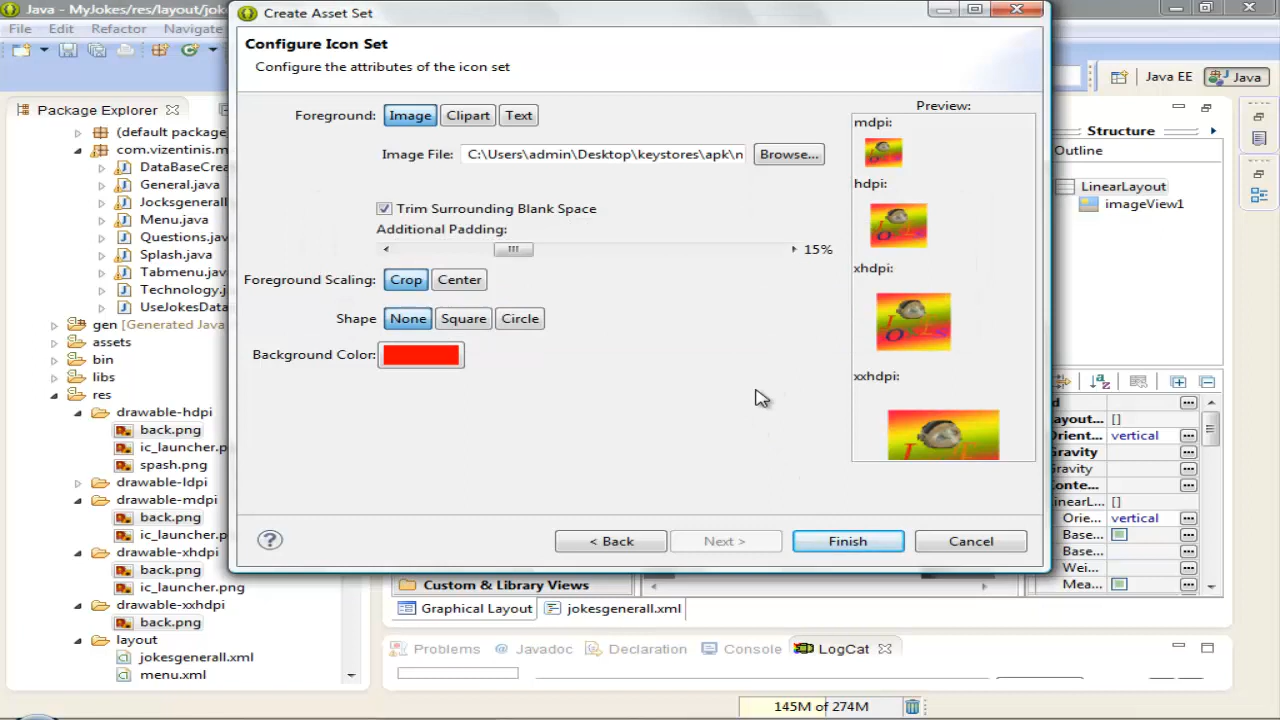 Java - MyJokes/res/layout/jok
Create Asset Set
File Edit Refactor Navigate
Configure Icon Set
Configure the attributes of the icon set
Java EE
Java
Package Explorer
(default package
com.vizentinis.
DataBaseCrea
General.java
Jocksgenerall
Menu.java
Questions.jav
Splash.java
Tabmenu.java
Technology.j
UseJokesData
gen [Generated Java
assets
bin
libs
res
drawable-hdpi
back.png
ic_launcher.p
spash.png
drawable-ldpi
drawable-mdpi
back.png
ic_launcher.p
drawable-xhdpi
back.png
ic_launcher.png
drawable-xxhdpi
back.png
layout
jokesgenerall.xml
menu.xml
Foreground: Image Clipart Text
Image File: C:\Users\admin\Desktop\keystores\apk\n Browse...
Trim Surrounding Blank Space
Additional Padding:
15%
Foreground Scaling: Crop Center
Shape None Square Circle
Background Color:
Preview:
mdpi:
hdpi:
xhdpi:
xxhdpi:
? < Back Next > Finish Cancel
Structure
Outline
LinearLayout
imageView1
d
ayout... []
Orient... vertical
Gravity
Gravity
Conte...
inearL... []
Orie... vertical
Base...
Base...
Wei...
Mea...
Custom & Library Views
Graphical Layout jokesgenerall.xml
Problems @ Javadoc Declaration Console LogCat
145M of 274M